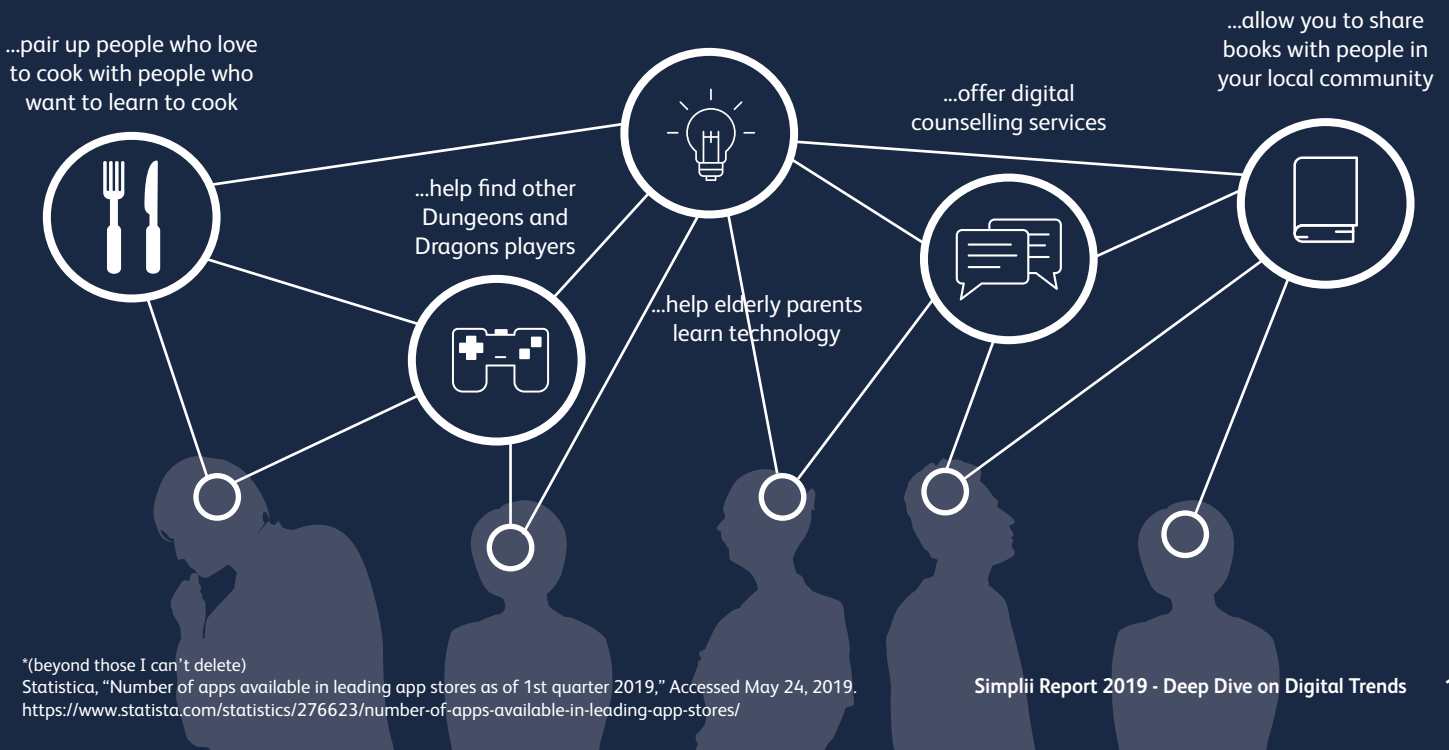 ...pair up people who love
to cook with people who
want to learn to cook
...help find other
Dungeons and
Dragons players
...help elderly parents
learn technology
...offer digital
counselling services
...allow you to share
books with people in
your local community
*(beyond those I can't delete)
Statistica, “Number of apps available in leading app stores as of 1st quarter 2019,” Accessed May 24, 2019.
https://www.statista.com/statistics/276623/number-of-apps-available-in-leading-app-stores/
Simplii Report 2019 - Deep Dive on Digital Trends